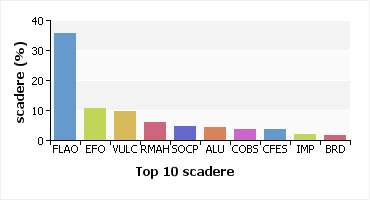 scadere (%)
40
30
20
10
0
FLAO EFO VULC RMAH SOCP ALU COBS CFES IMP BRD
Top 10 scadere